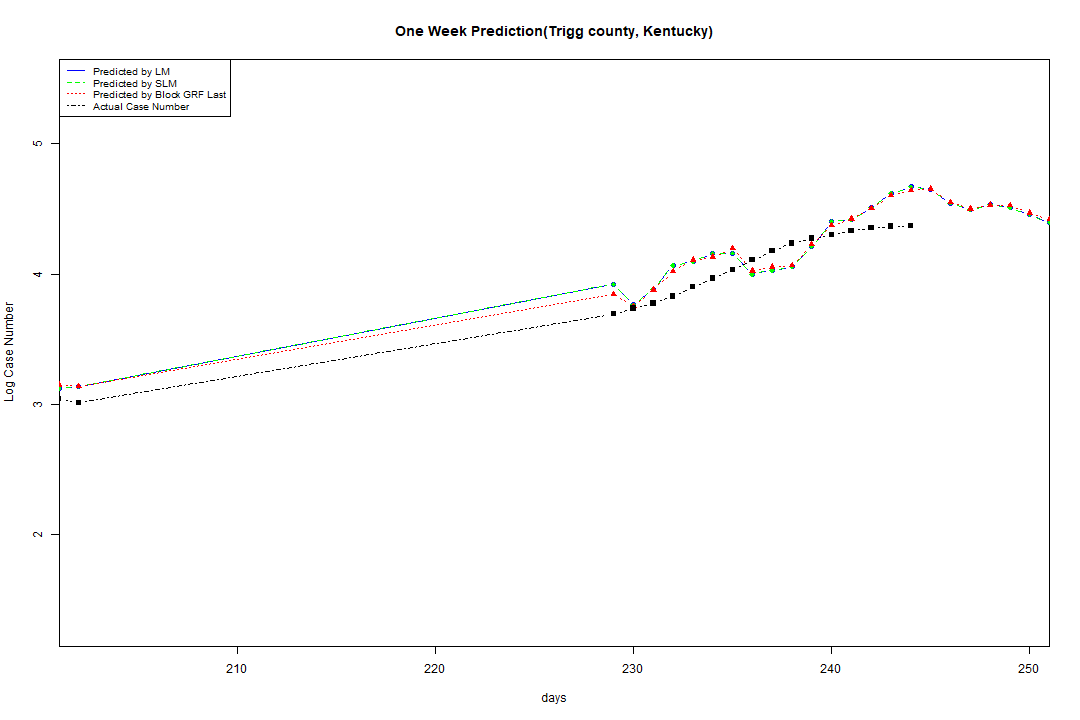 One Week Prediction(Trigg county, Kentucky)
Predicted by LM
Predicted by SLM
Predicted by Block GRF Last
Actual Case Number
5
4
3
2
Log Case Number
210 220 230 240 250
days